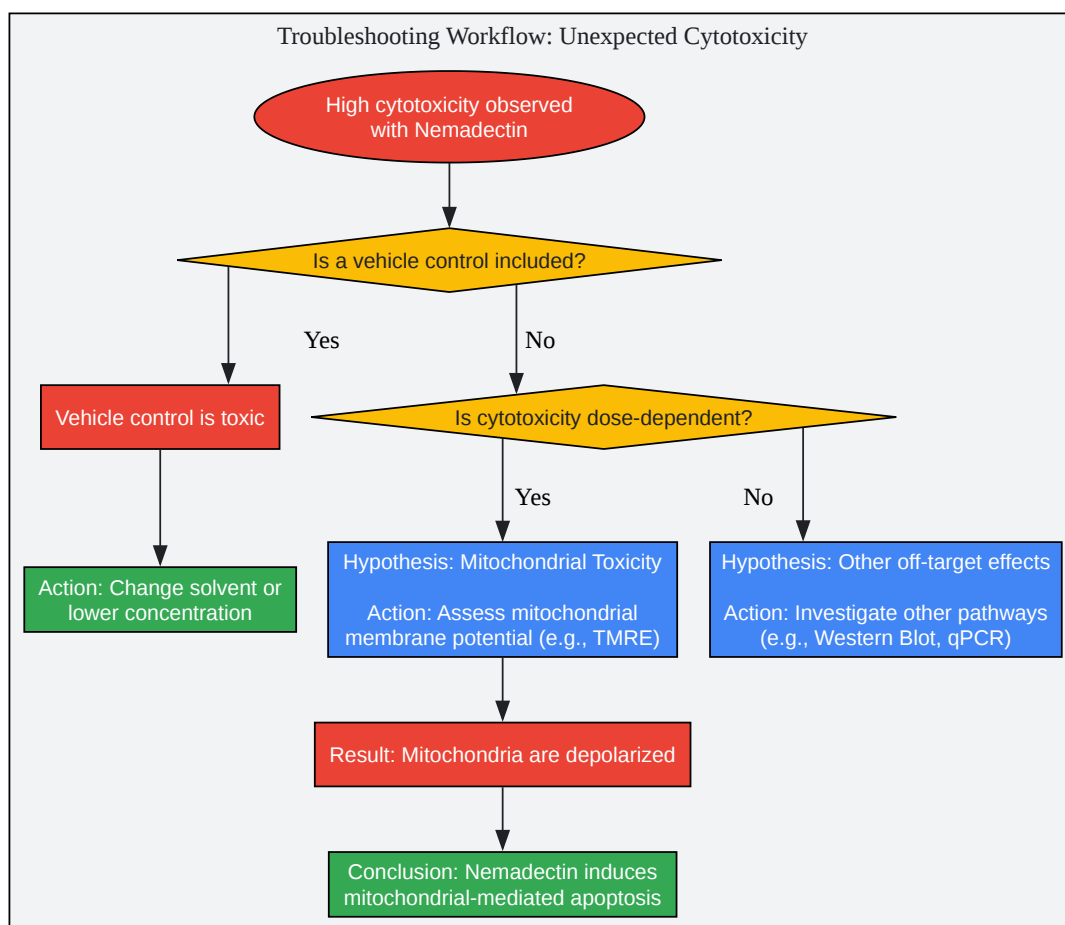 Troubleshooting Workflow: Unexpected Cytotoxicity
High cytotoxicity observed
with Nemadectin
Is a vehicle control included?
Yes
No
Vehicle control is toxic
Is cytotoxicity dose-dependent?
Yes
No
Action: Change solvent or
lower concentration
Hypothesis: Mitochondrial Toxicity
Action: Assess mitochondrial
membrane potential (e.g., TMRE)
Hypothesis: Other off-target effects
Action: Investigate other pathways
(e.g., Western Blot, qPCR)
Result: Mitochondria are depolarized
Conclusion: Nemadectin induces
mitochondrial-mediated apoptosis